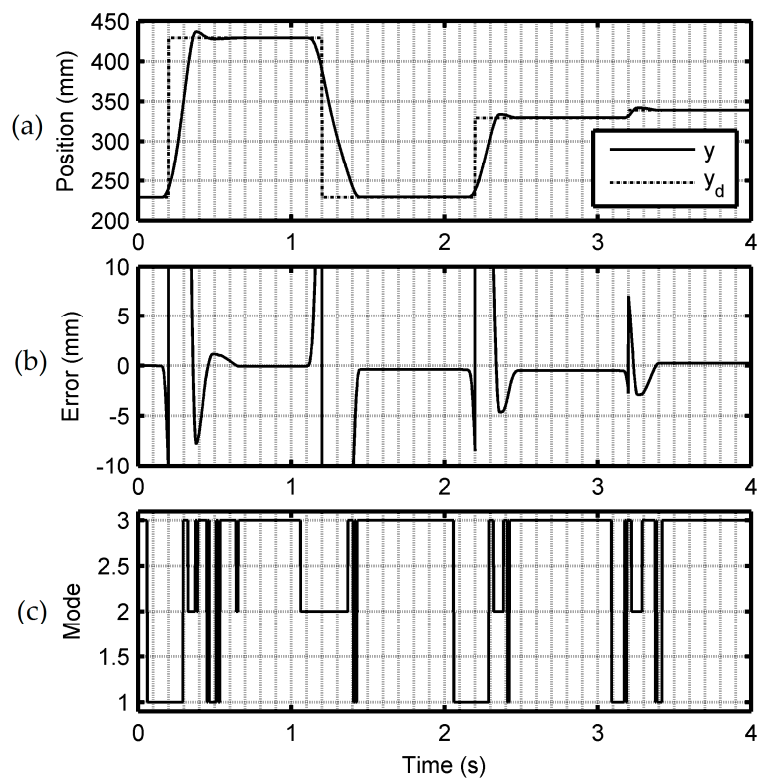 (a)
Position (mm)
450
400
350
300
250
200
y
y_d
0 1 2 3 4
(b)
Error (mm)
10
5
0
-5
-10
0 1 2 3 4
(c)
Mode
3
2.5
2
1.5
1
0 1 2 3 4
Time (s)